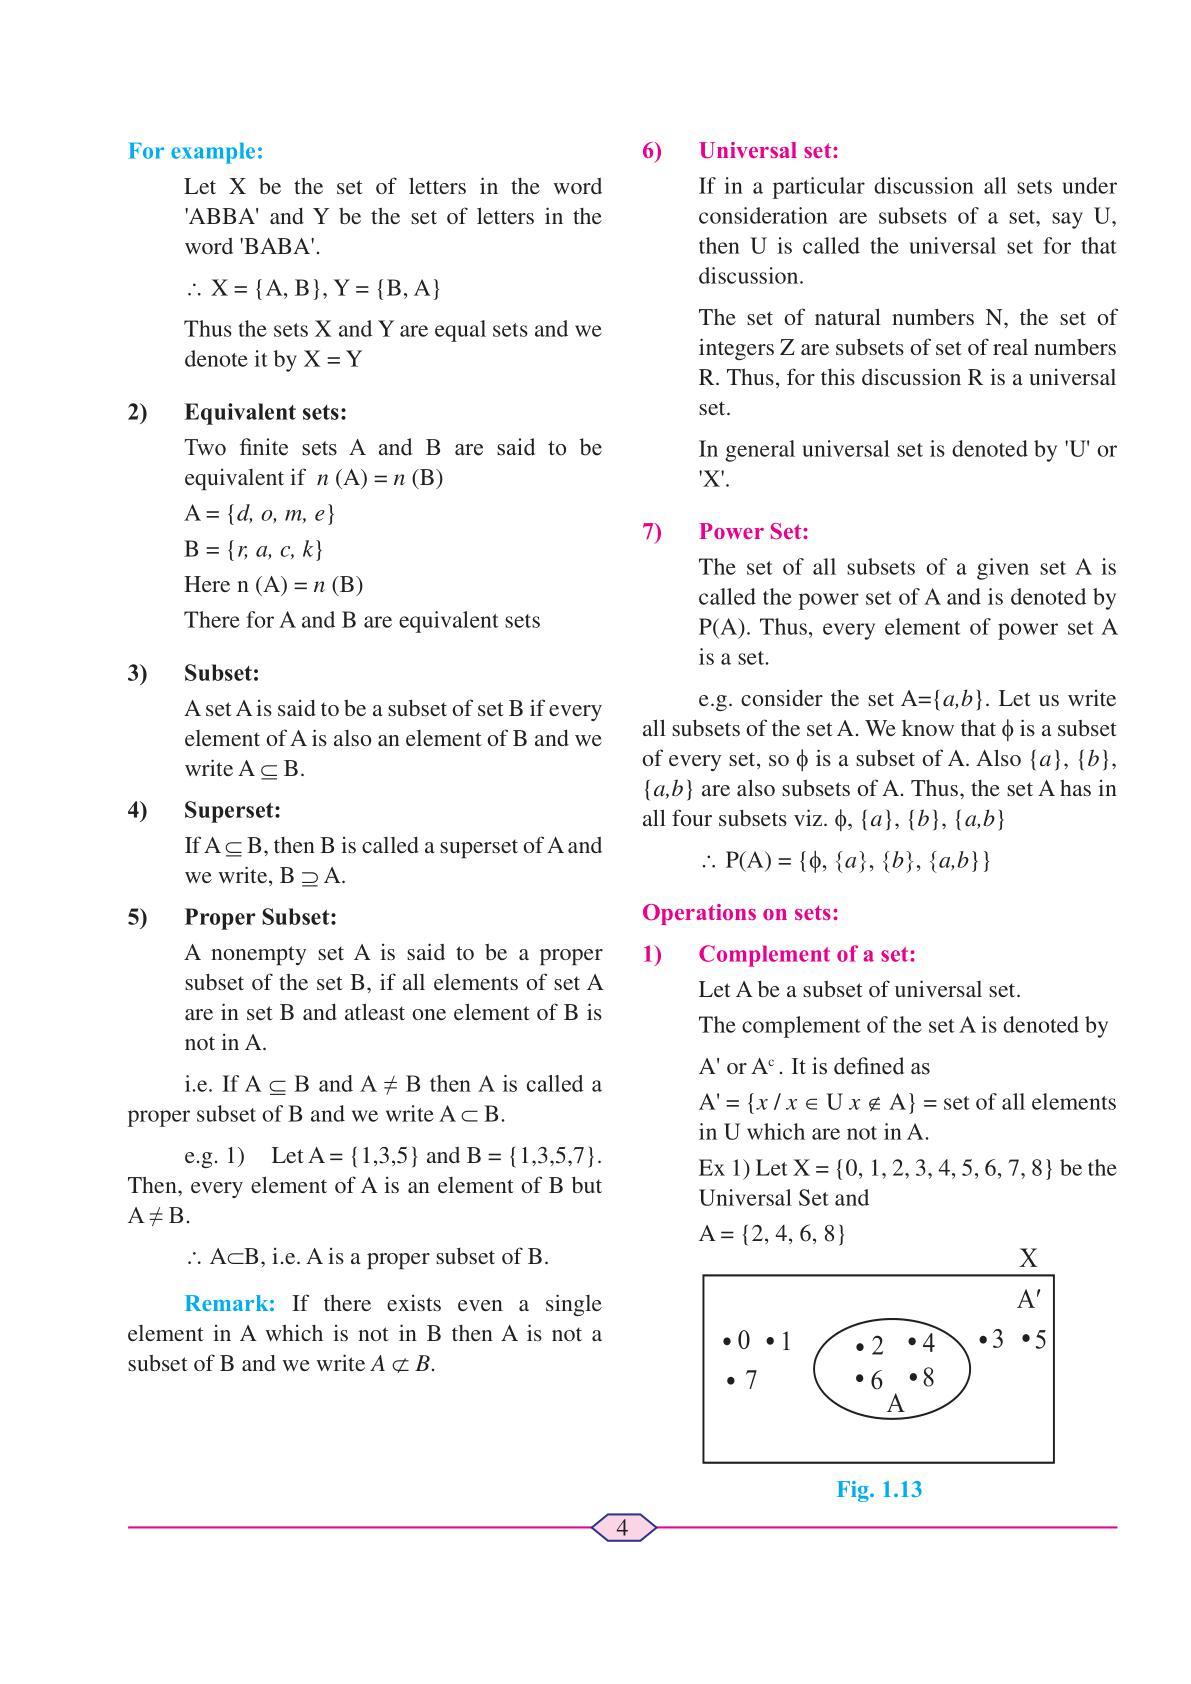 For example:
Let X be the set of letters in the word
'ABBA' and Y be the set of letters in the
word 'BABA'.
∴ X = {A, B}, Y = {B, A}
Thus the sets X and Y are equal sets and we
denote it by X = Y
2) Equivalent sets:
Two finite sets A and B are said to be
equivalent if n (A) = n (B)
A = {d, o, m, e}
B = {r, a, c, k}
Here n (A) = n (B)
There for A and B are equivalent sets
3) Subset:
A set A is said to be a subset of set B if every
element of A is also an element of B and we
write A ⊆ B.
4) Superset:
If A ⊆ B, then B is called a superset of A and
we write, B ⊇ A.
5) Proper Subset:
A nonempty set A is said to be a proper
subset of the set B, if all elements of set A
are in set B and atleast one element of B is
not in A.
i.e. If A ⊆ B and A ≠ B then A is called a
proper subset of B and we write A ⊂ B.
e.g. 1) Let A = {1,3,5} and B = {1,3,5,7}.
Then, every element of A is an element of B but
A ≠ B.
∴ A⊂B, i.e. A is a proper subset of B.
Remark: If there exists even a single
element in A which is not in B then A is not a
subset of B and we write A ⊄ B.
6) Universal set:
If in a particular discussion all sets under
consideration are subsets of a set, say U,
then U is called the universal set for that
discussion.
The set of natural numbers N, the set of
integers Z are subsets of set of real numbers
R. Thus, for this discussion R is a universal
set.
In general universal set is denoted by 'U' or
'X'.
7) Power Set:
The set of all subsets of a given set A is
called the power set of A and is denoted by
P(A). Thus, every element of power set A
is a set.
e.g. consider the set A={a,b}. Let us write
all subsets of the set A. We know that ϕ is a subset
of every set, so ϕ is a subset of A. Also {a}, {b},
{a,b} are also subsets of A. Thus, the set A has in
all four subsets viz. ϕ, {a}, {b}, {a,b}
∴ P(A) = {ϕ, {a}, {b}, {a,b}}
Operations on sets:
1) Complement of a set:
Let A be a subset of universal set.
The complement of the set A is denoted by
A' or Aᶜ . It is defined as
A' = {x / x ∈ U x ∉ A} = set of all elements
in U which are not in A.
Ex 1) Let X = {0, 1, 2, 3, 4, 5, 6, 7, 8} be the
Universal Set and
A = {2, 4, 6, 8}
X
A′
• 0 • 1 • 2 • 4 • 3 • 5
• 7 • 6 • 8
A
Fig. 1.13
4